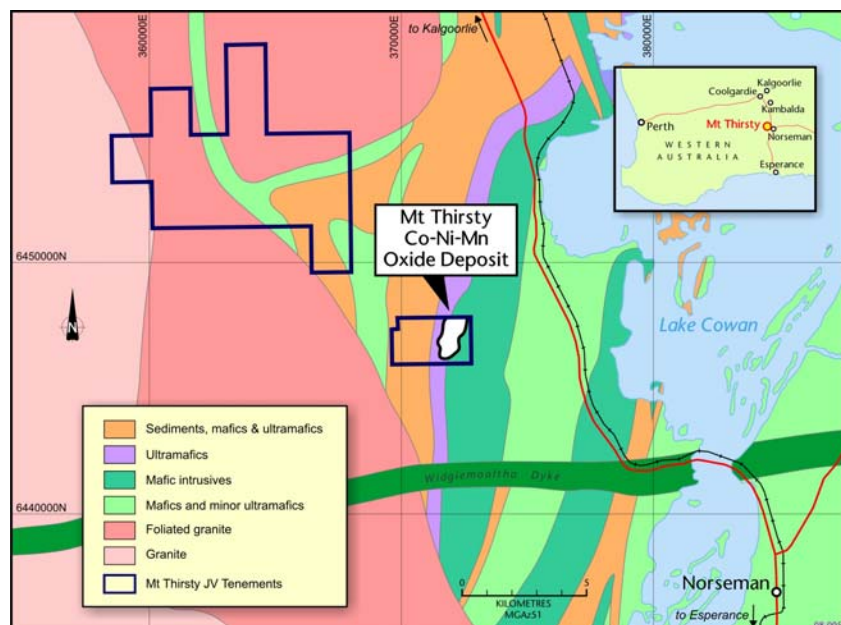 360000E
370000E
380000E
to Kalgoorlie
Kalgoorlie
Coolgardie
Kambalda
Perth
Mt Thirsty
Norseman
WESTERN
AUSTRALIA
Esperance
Mt Thirsty
Co-Ni-Mn
Oxide Deposit
6450000N
N
Lake Cowan
Sediments, mafics & ultramafics
Ultramafics
Mafic intrusives
Mafics and minor ultramafics
Foliated granite
Granite
Mt Thirsty JV Tenements
Widgiemooltha Dyke
6440000N
0 5
KILOMETRES
MGAz51
Norseman
to Esperance